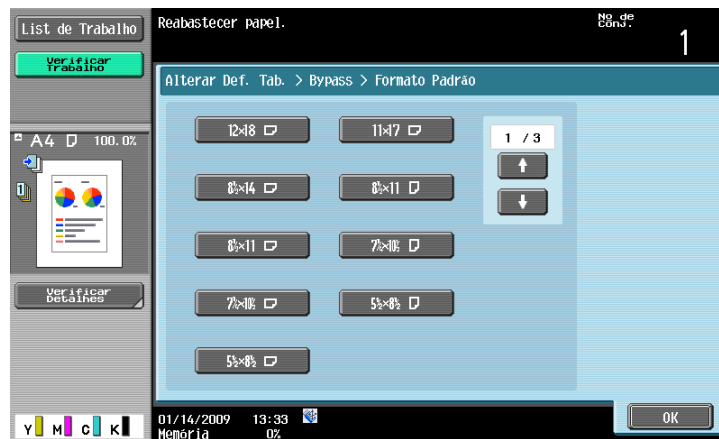 List de Trabalho
Verificar
Trabalho
A4 100.0%
1
Verificar
Detalhes
Y M C K
Reabastecer papel.
No de
Conj.
1
Alterar Def. Tab. > Bypass > Formato Padrão
12×18
11×17
8½×14
8½×11
8½×11
7¼×10½
7¼×10½
5½×8½
5½×8½
1 / 3
01/14/2009 13:33
Memória 0%
OK